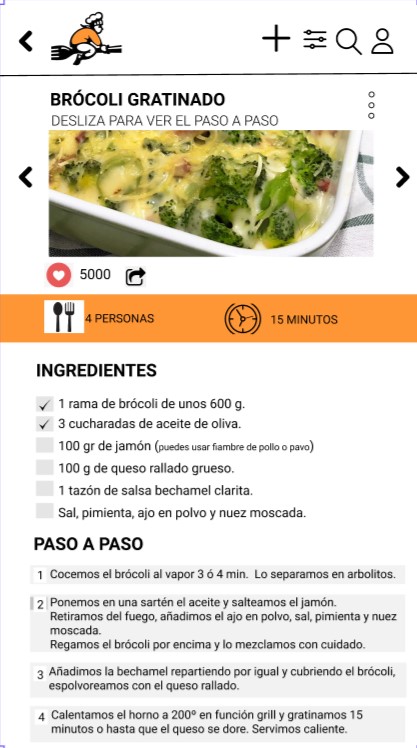 BRÓCOLI GRATINADO
DESLIZA PARA VER EL PASO A PASO
5000
4 PERSONAS
15 MINUTOS
INGREDIENTES
1 rama de brócoli de unos 600 g.
3 cucharadas de aceite de oliva.
100 gr de jamón (puedes usar fiambre de pollo o pavo)
100 g de queso rallado grueso.
1 tazón de salsa bechamel clarita.
Sal, pimienta, ajo en polvo y nuez moscada.
PASO A PASO
1 Cocemos el brócoli al vapor 3 ó 4 min. Lo separamos en arbolitos.
2 Ponemos en una sartén el aceite y salteamos el jamón.
Retiramos del fuego, añadimos el ajo en polvo, sal, pimienta y nuez
moscada.
Regamos el brócoli por encima y lo mezclamos con cuidado.
3 Añadimos la bechamel repartiendo por igual y cubriendo el brócoli,
espolvoreamos con el queso rallado.
4 Calentamos el horno a 200º en función grill y gratinamos 15
minutos o hasta que el queso se dore. Servimos caliente.